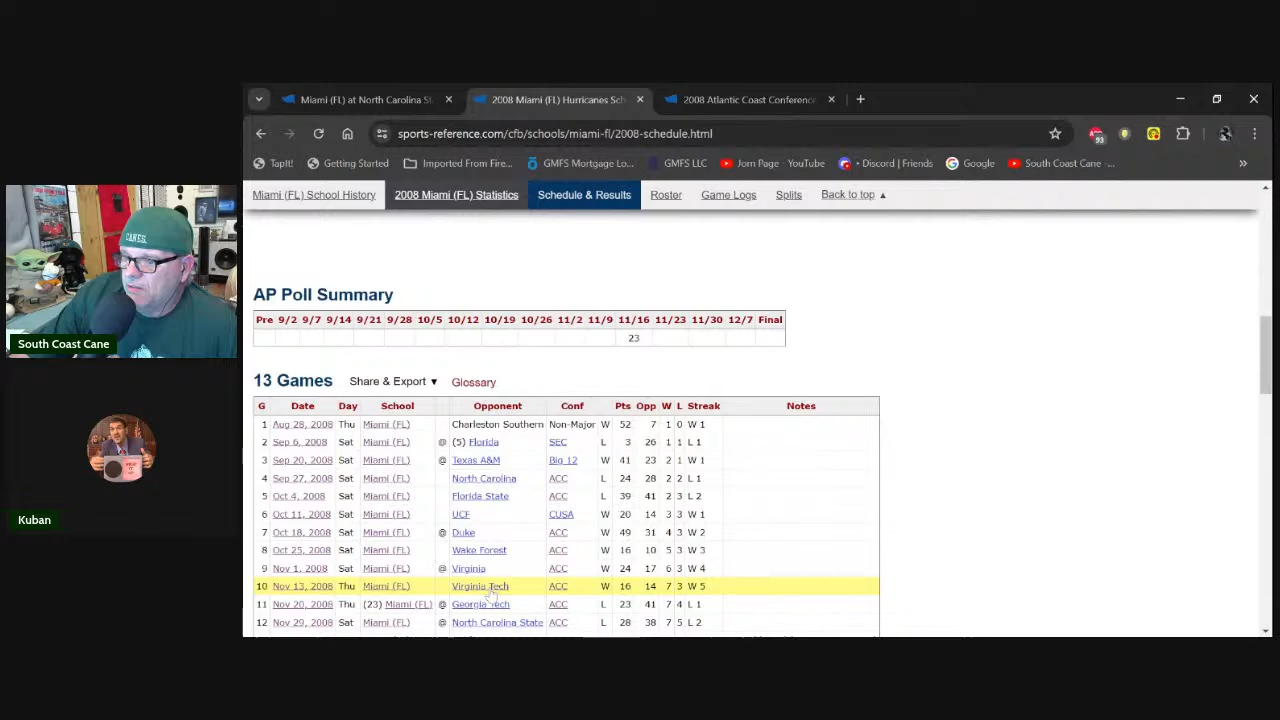 Miami (FL) at North Carolina St
2008 Miami (FL) Hurricanes Sch
2008 Atlantic Coast Conference
sports-reference.com/cfb/schools/miami-fl/2008-schedule.html
93
TapIt!
Getting Started
Imported From Fire...
GMFS Mortgage Lo...
GMFS LLC
Jorn Page - YouTube
Discord | Friends
Google
South Coast Cane -...
Miami (FL) School History
2008 Miami (FL) Statistics
Schedule & Results
Roster
Game Logs
Splits
Back to top ▲
CANES.
South Coast Cane
Kuban
AP Poll Summary
Pre 9/2 9/7 9/14 9/21 9/28 10/5 10/12 10/19 10/26 11/2 11/9 11/16 11/23 11/30 12/7 Final
23
13 Games Share & Export ▼ Glossary
G Date Day School Opponent Conf Pts Opp W L Streak Notes
1 Aug 28, 2008 Thu Miami (FL) Charleston Southern Non-Major W 52 7 1 0 W 1
2 Sep 6, 2008 Sat Miami (FL) @ (5) Florida SEC L 3 26 1 1 L 1
3 Sep 20, 2008 Sat Miami (FL) @ Texas A&M Big 12 W 41 23 2 1 W 1
4 Sep 27, 2008 Sat Miami (FL) North Carolina ACC L 24 28 2 2 L 1
5 Oct 4, 2008 Sat Miami (FL) Florida State ACC L 39 41 2 3 L 2
6 Oct 11, 2008 Sat Miami (FL) UCF CUSA W 20 14 3 3 W 1
7 Oct 18, 2008 Sat Miami (FL) @ Duke ACC W 49 31 4 3 W 2
8 Oct 25, 2008 Sat Miami (FL) Wake Forest ACC W 16 10 5 3 W 3
9 Nov 1, 2008 Sat Miami (FL) @ Virginia ACC W 24 17 6 3 W 4
10 Nov 13, 2008 Thu Miami (FL) Virginia Tech ACC W 16 14 7 3 W 5
11 Nov 20, 2008 Thu (23) Miami (FL) @ Georgia Tech ACC L 23 41 7 4 L 1
12 Nov 29, 2008 Sat Miami (FL) @ North Carolina State ACC L 28 38 7 5 L 2